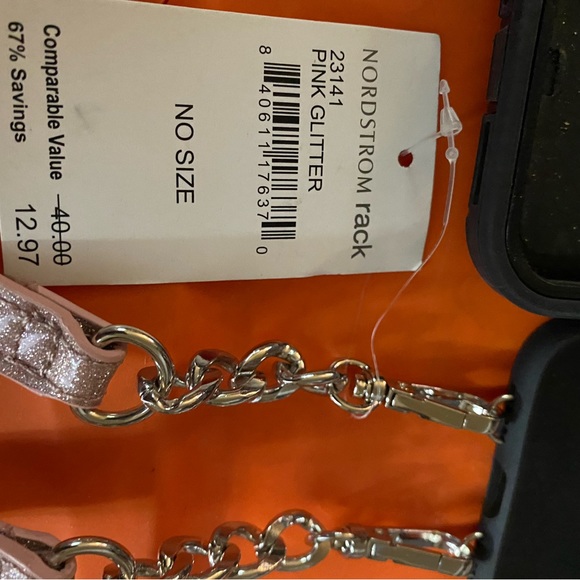 NORDSTROM rack
23141
PINK GLITTER
8 40611 17637 0
NO SIZE
Comparable Value 40.00
67% Savings 12.97